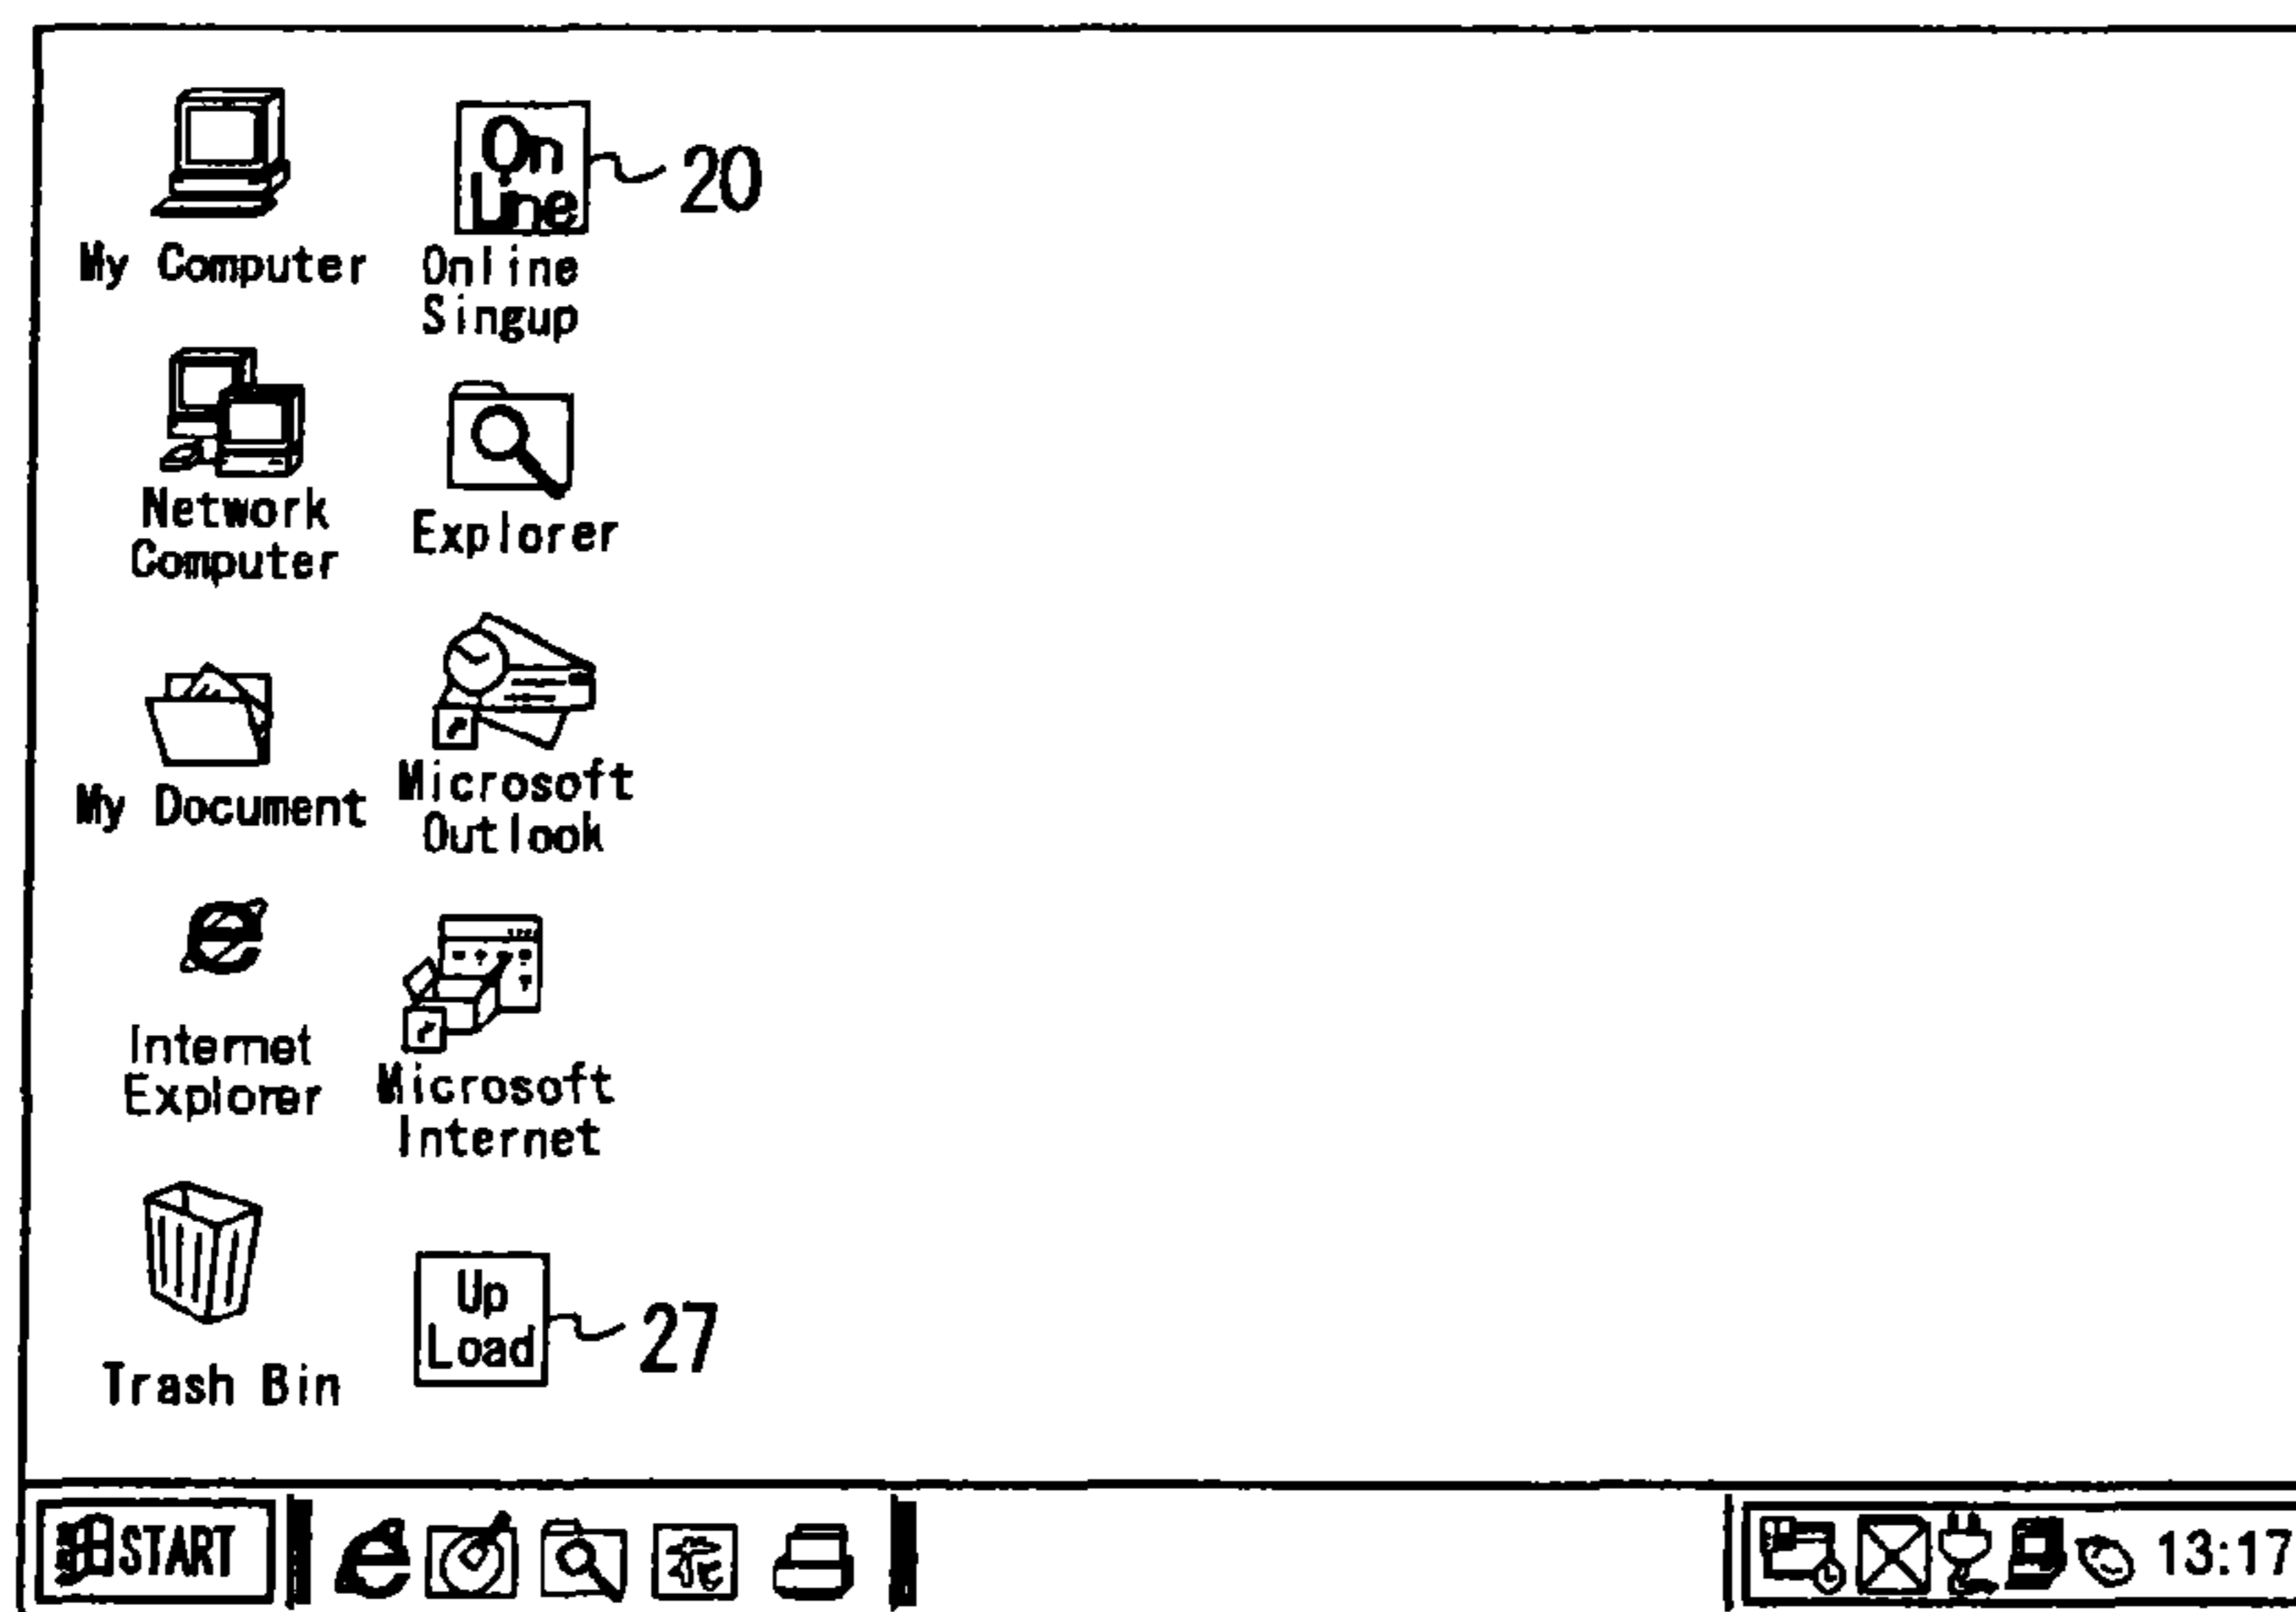 On
Line
20
My Computer
Online
Singup
Network
Computer
Explorer
My Document
Microsoft
Outlook
Internet
Explorer
Microsoft
Internet
Trash Bin
Up
Load
27
START
13:17